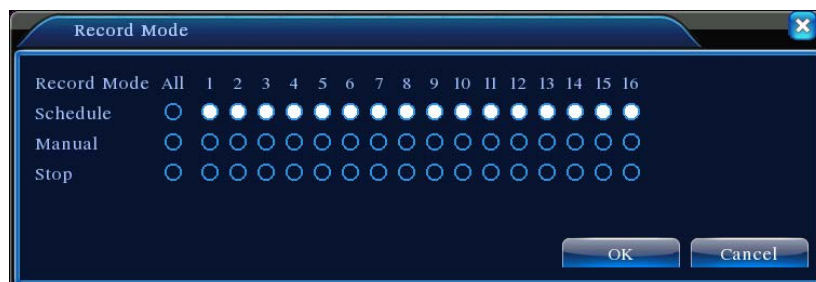 Record Mode
Record Mode All 1 2 3 4 5 6 7 8 9 10 11 12 13 14 15 16
Schedule
Manual
Stop
OK Cancel